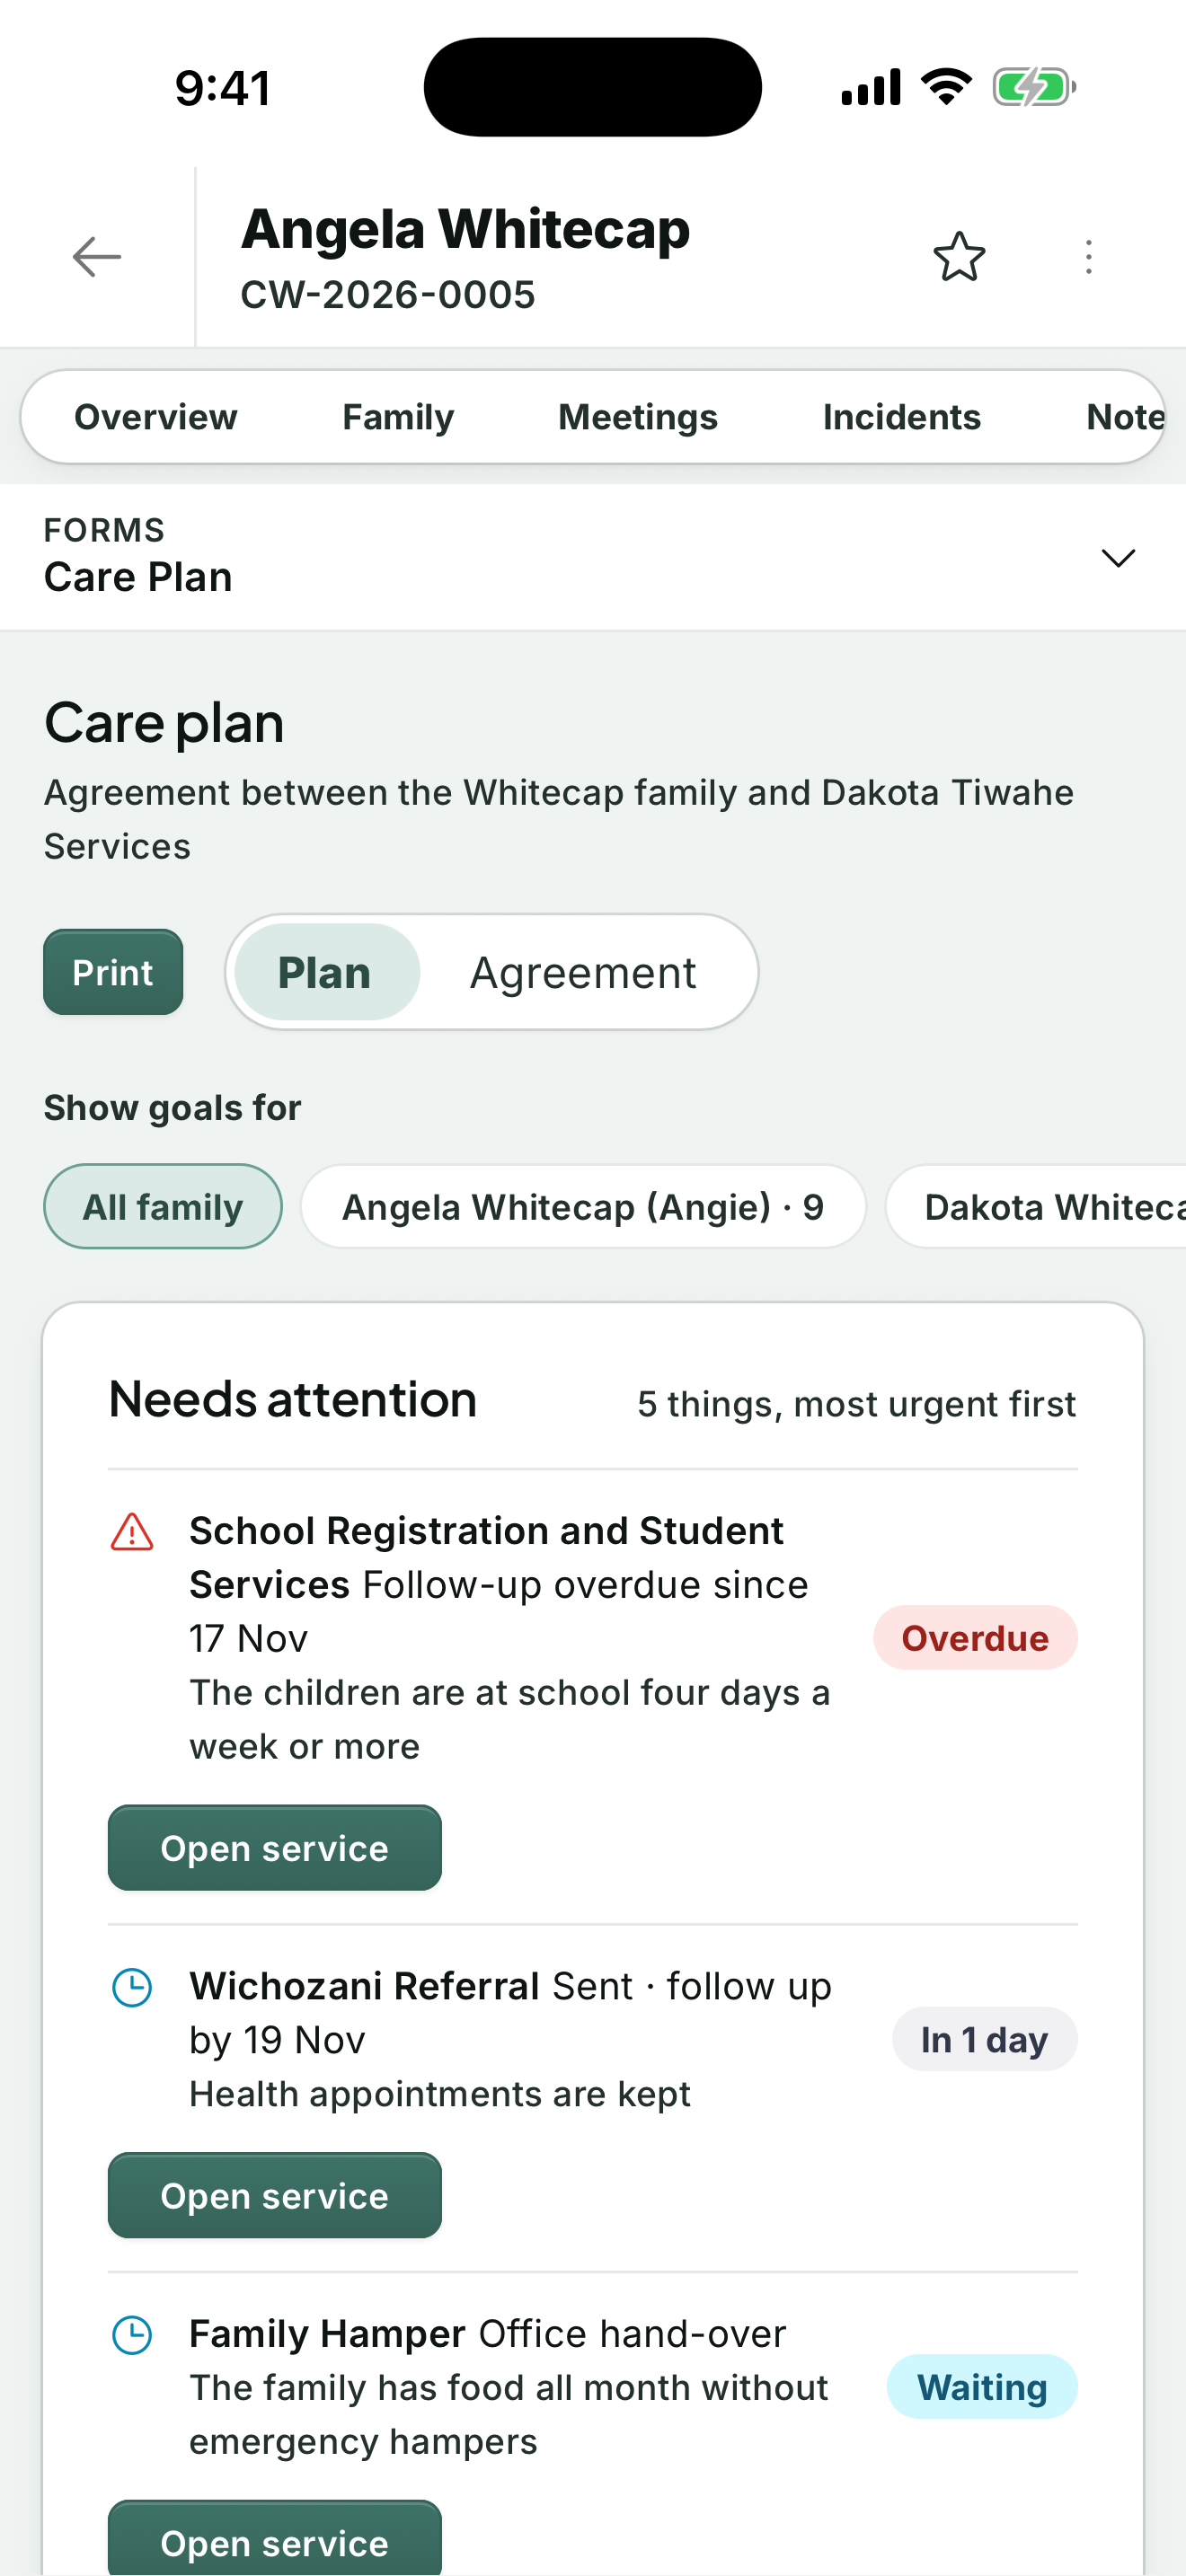 9:41
Angela Whitecap
CW-2026-0005
Overview Family Meetings Incidents Note
FORMS
Care Plan
Care plan
Agreement between the Whitecap family and Dakota Tiwahe
Services
Print Plan Agreement
Show goals for
All family Angela Whitecap (Angie) · 9 Dakota Whiteca
Needs attention 5 things, most urgent first
School Registration and Student
Services Follow-up overdue since
17 Nov
Overdue
The children are at school four days a
week or more
Open service
Wichozani Referral Sent · follow up
by 19 Nov
In 1 day
Health appointments are kept
Open service
Family Hamper Office hand-over
The family has food all month without
Waiting
emergency hampers
Open service